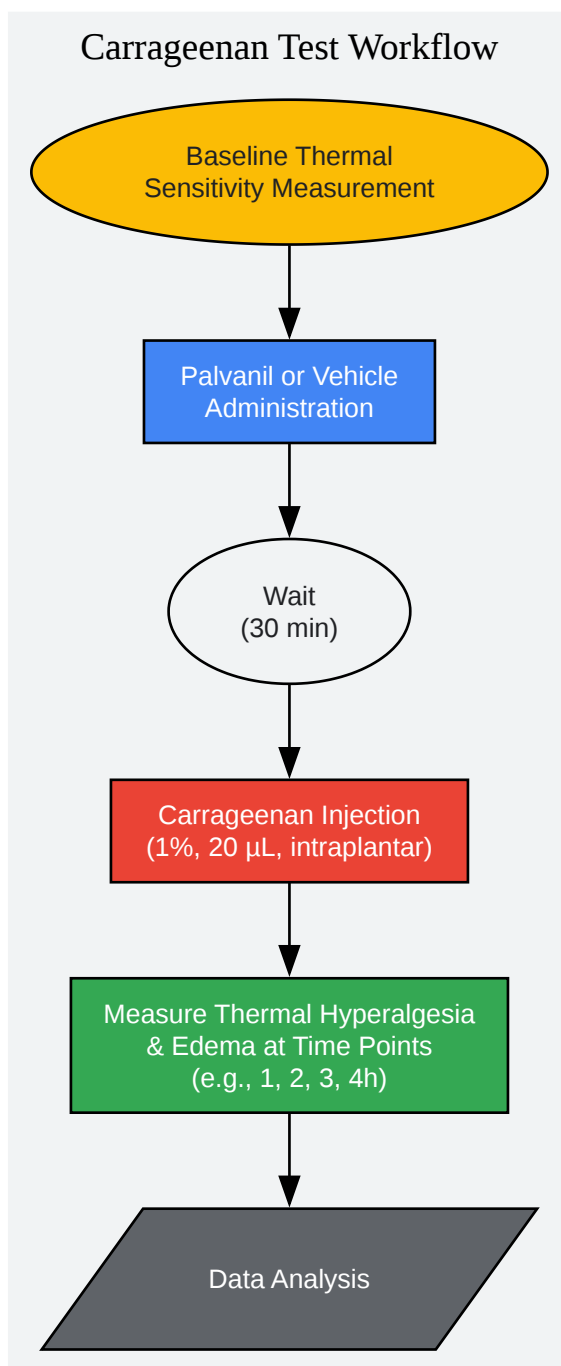 Carrageenan Test Workflow
Baseline Thermal
Sensitivity Measurement
Palvanil or Vehicle
Administration
Wait
(30 min)
Carrageenan Injection
(1%, 20 µL, intraplantar)
Measure Thermal Hyperalgesia
& Edema at Time Points
(e.g., 1, 2, 3, 4h)
Data Analysis